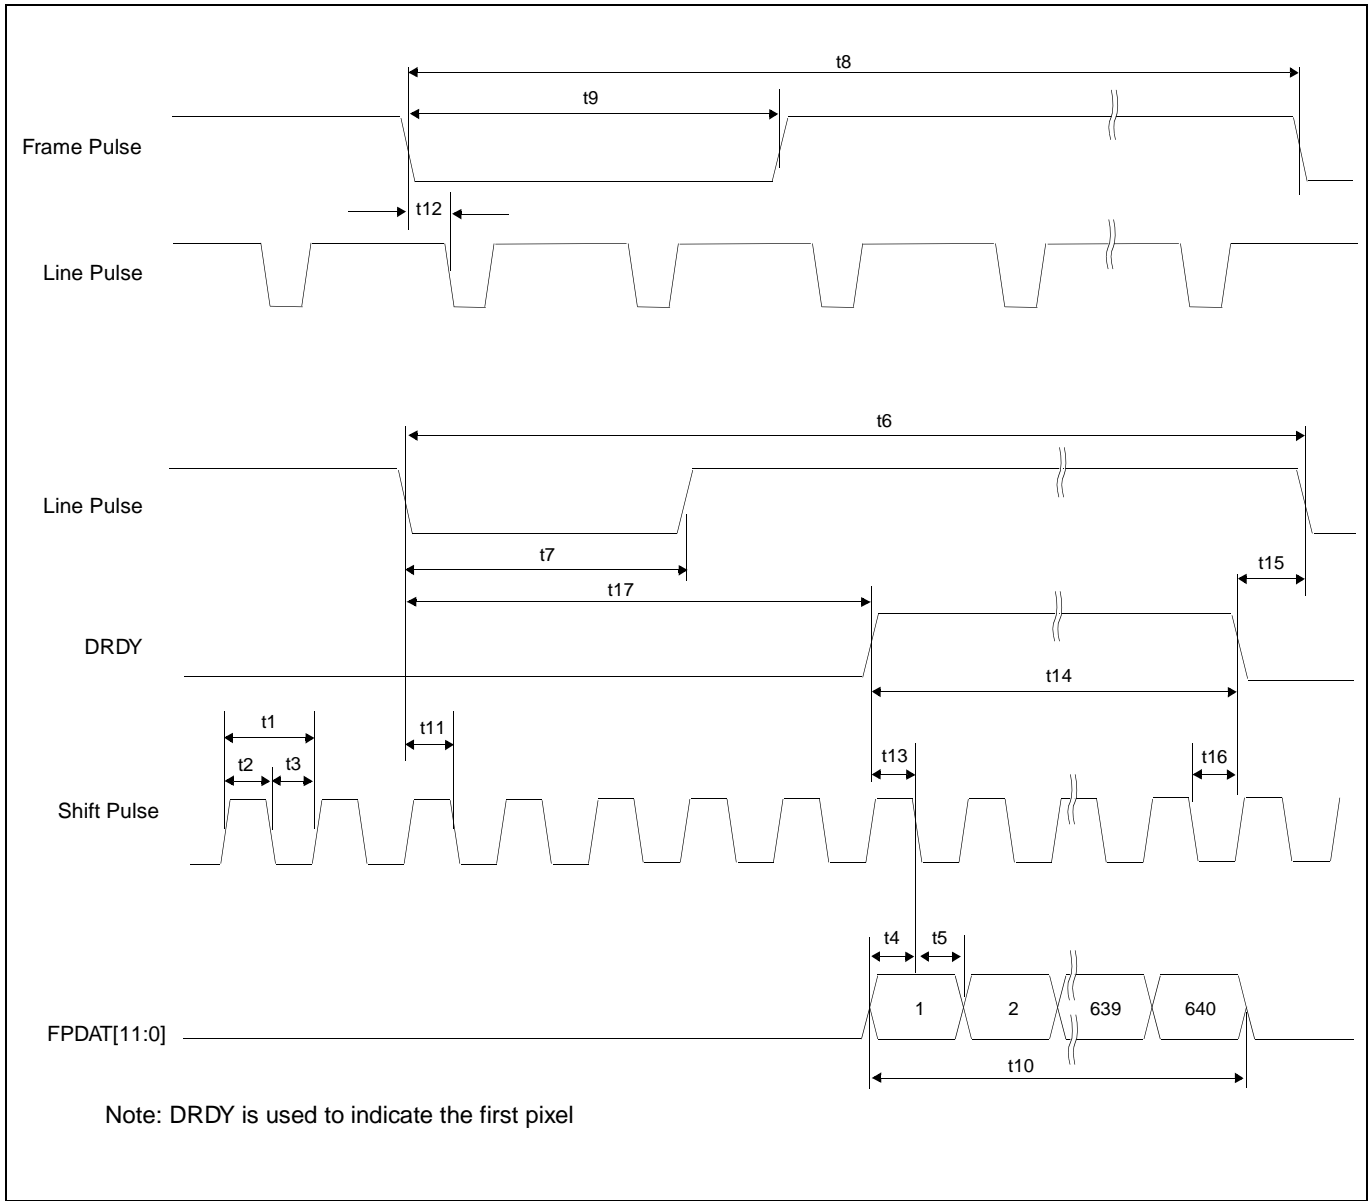 t8
t9
Frame Pulse
t12
Line Pulse
t6
Line Pulse
t7
t15
t17
DRDY
t14
t1
t11
t2 t3
t13
t16
Shift Pulse
t4 t5
1 2 639 640
FPDAT[11:0]
t10
Note: DRDY is used to indicate the first pixel